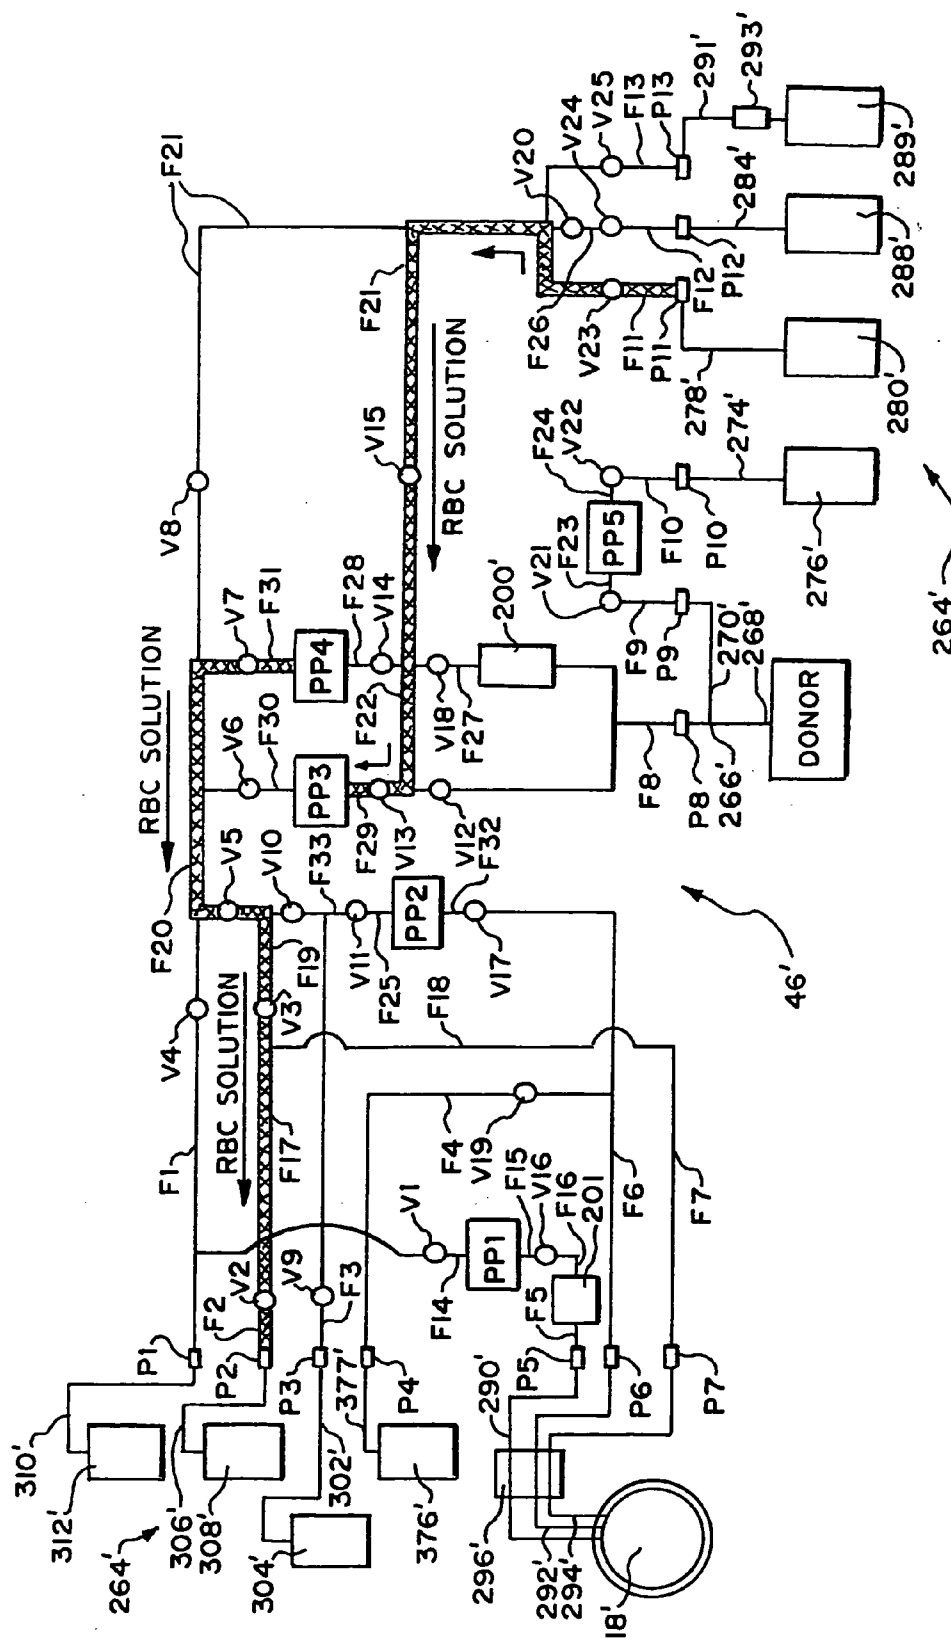 310'
312'
264'
306'
308'
304'
302'
377'
376'
290'
296'
292'
294'
18'
P1
P2
P3
P4
P5
P6
P7
F1
F2
V2
V9
F3
RBC SOLUTION
F17
V4
V3
F19
F20
V5
V10
F33
V11
F25
PP2
V12
F32
V17
F18
F4
V19
V1
F14
PP1
F15
V16
F16
201
F5
F6
F7
46'
RBC SOLUTION
V6
F30
PP3
F29
V13
V7
F31
PP4
F28
V14
F22
V18
F27
200'
F8
P8
266'
DONOR
268'
270'
V8
F21
F21
V15
RBC SOLUTION
V21
F23
PP5
F24
V22
F9
P9
F10
P10
274'
276'
264'
V20
V24
V25
F26
V23
F11
P11
278'
280'
F12
P12
284'
288'
F13
P13
291'
293'
289'